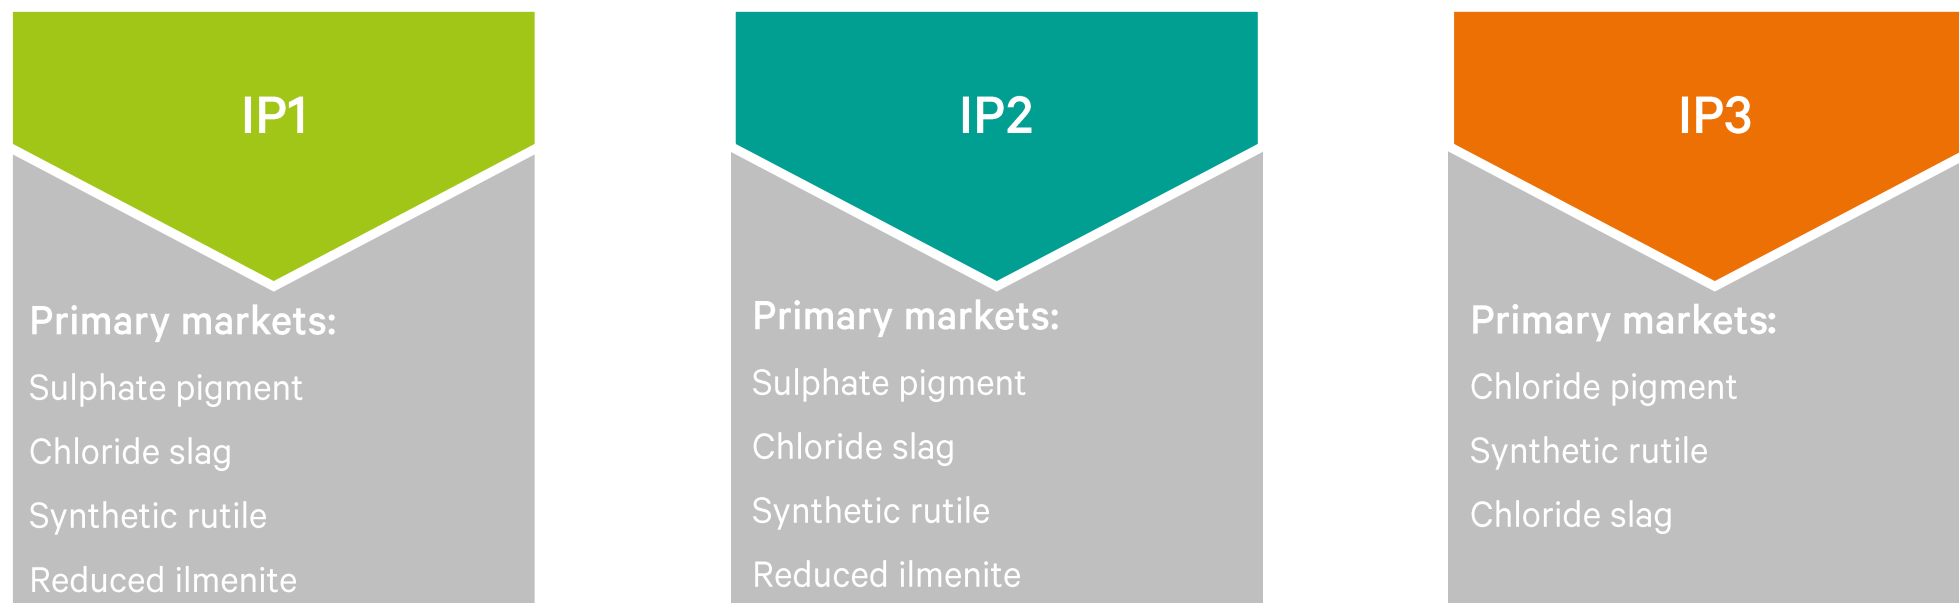 IP1
Primary markets:
Sulphate pigment
Chloride slag
Synthetic rutile
Reduced ilmenite
IP2
Primary markets:
Sulphate pigment
Chloride slag
Synthetic rutile
Reduced ilmenite
IP3
Primary markets:
Chloride pigment
Synthetic rutile
Chloride slag